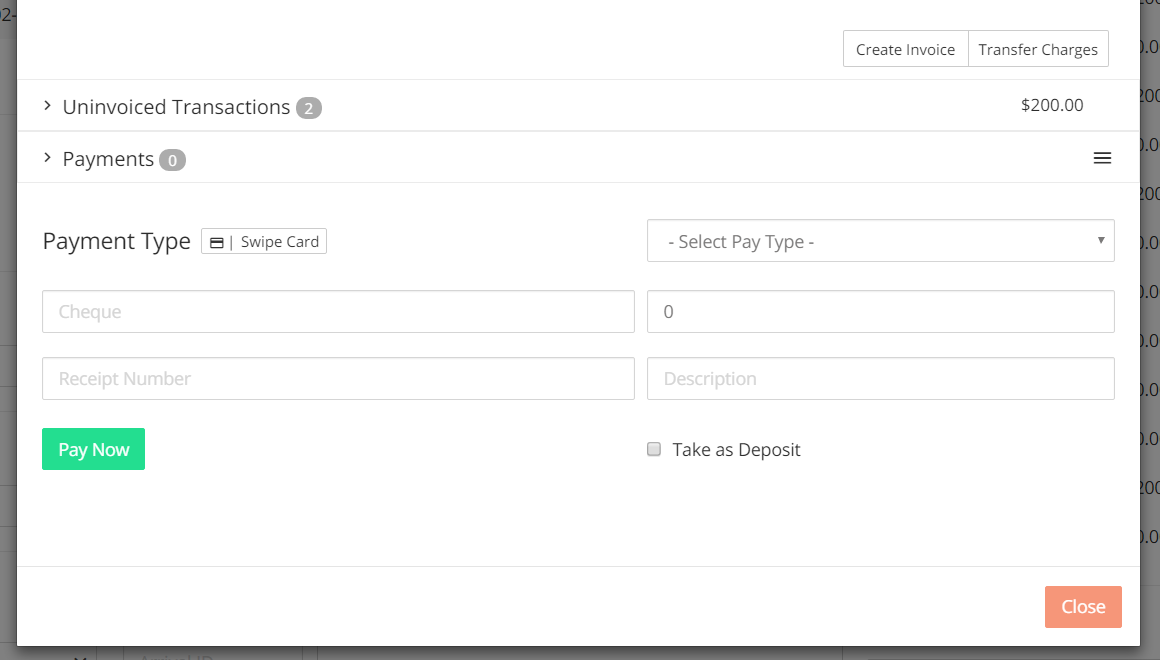 Create Invoice Transfer Charges
Uninvoiced Transactions 2 $200.00
Payments 0
Payment Type | Swipe Card - Select Pay Type -
Cheque 0
Receipt Number Description
Pay Now Take as Deposit
Close